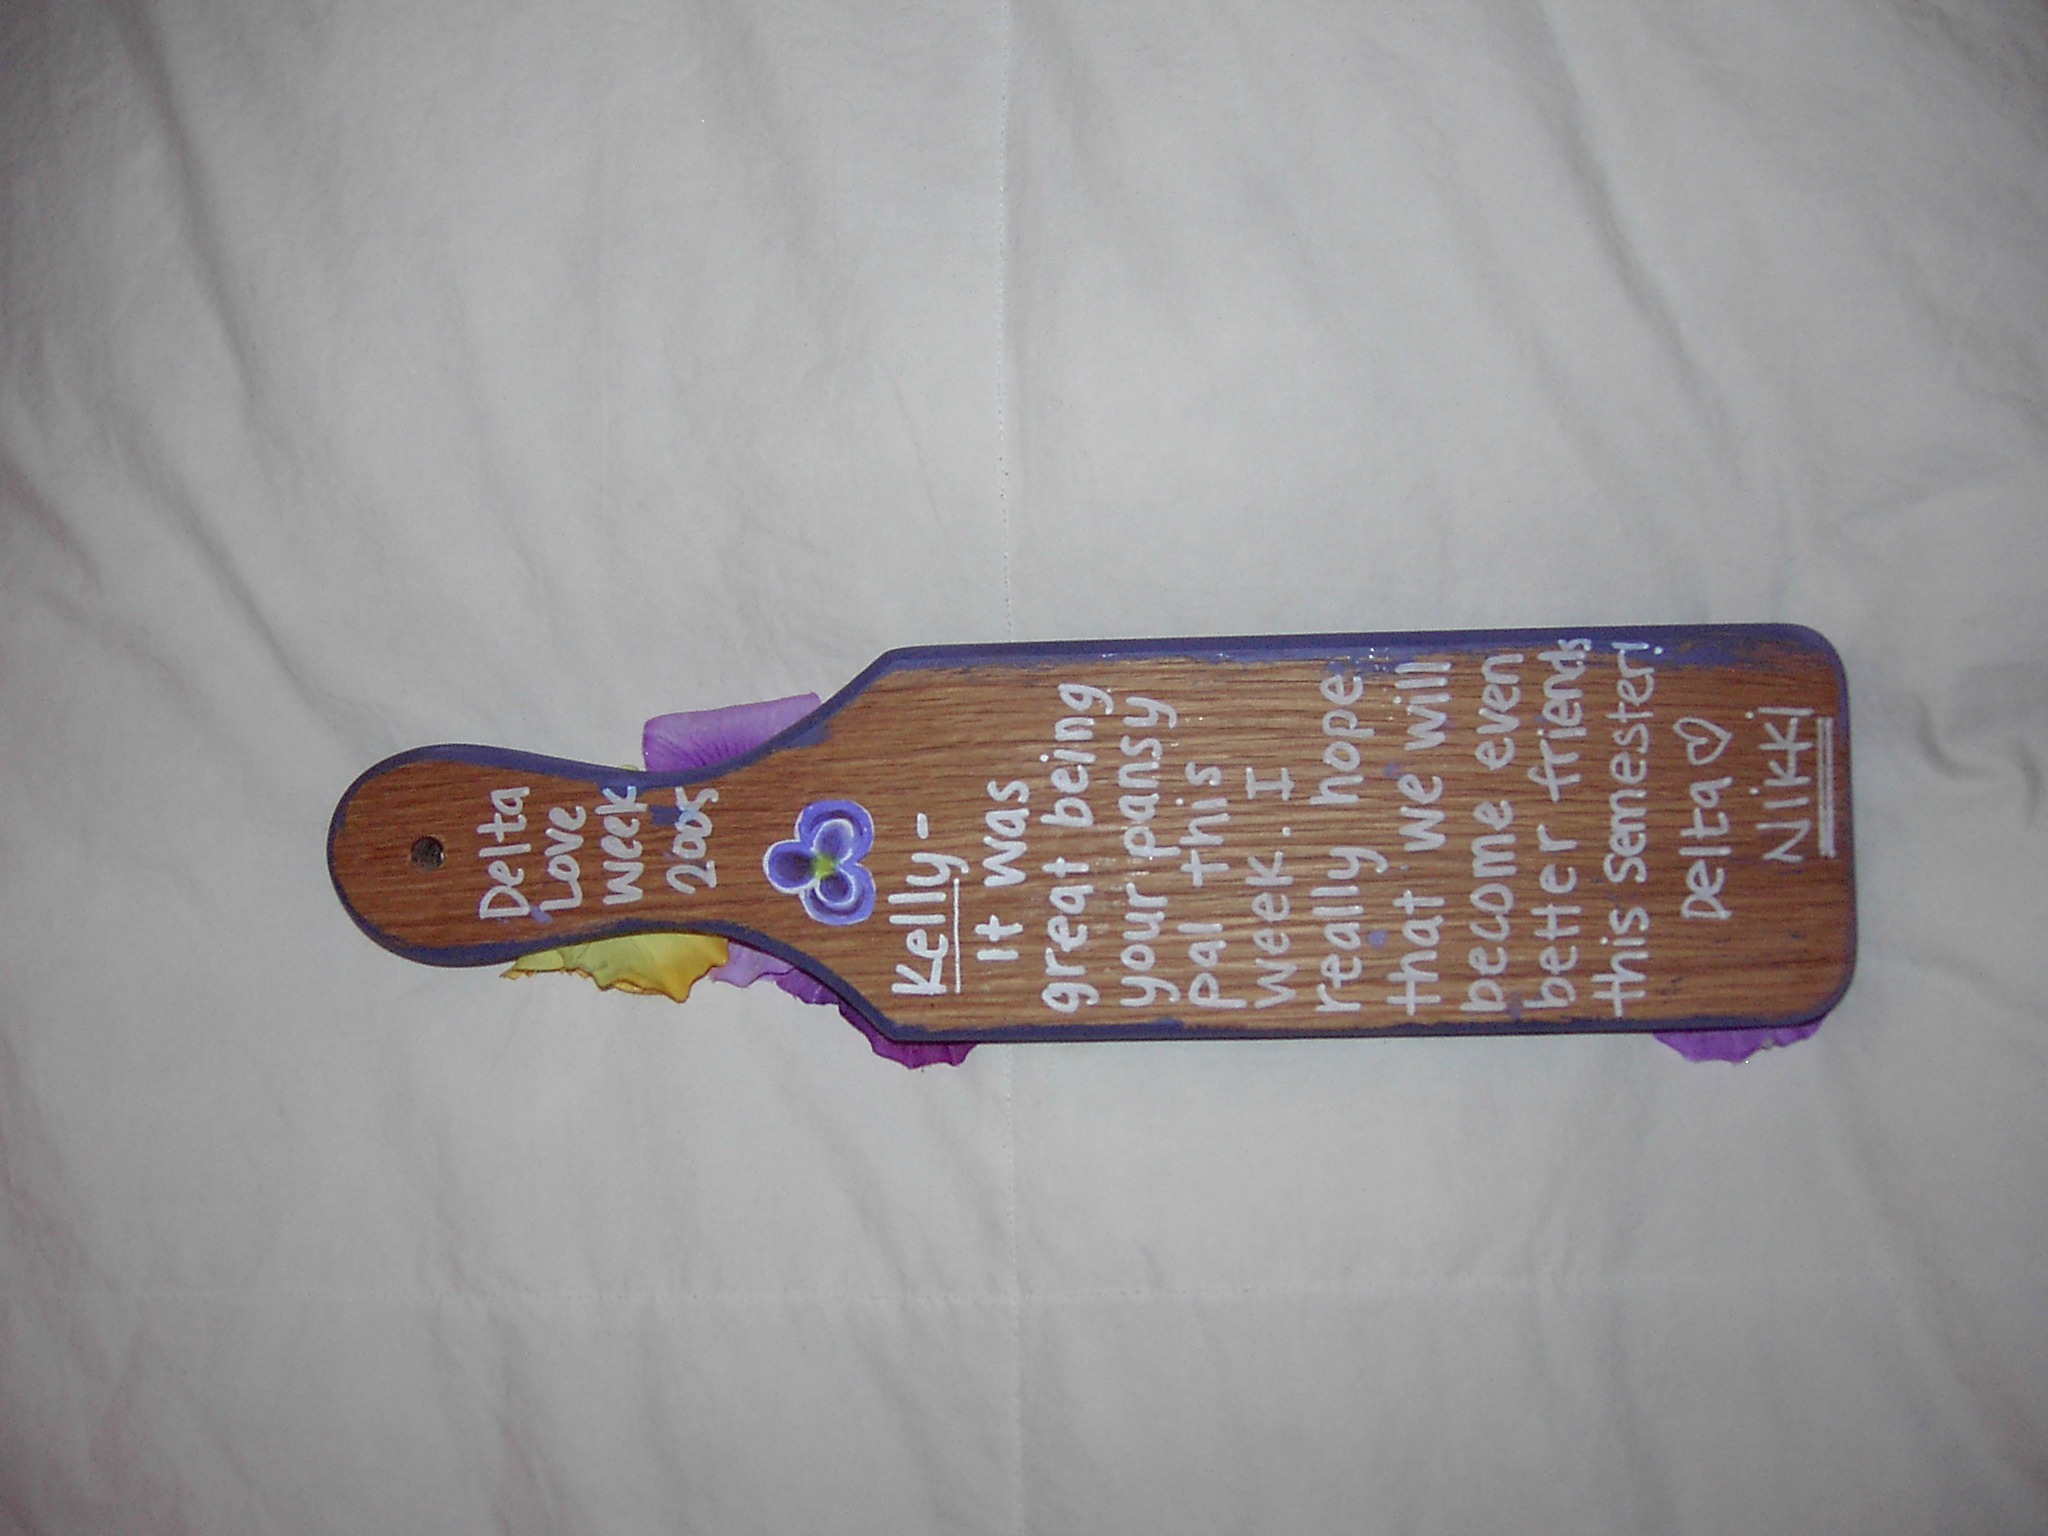 Delta
Love
Week
2005
Kelly-
It was
great being
your pansy
pal this
week. I
really hope
that we will
become even
better friends
this semester!
Delta ♡
Nikki